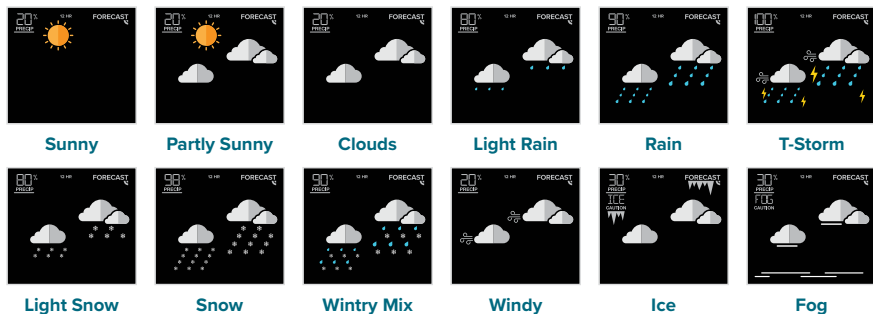 20% PRECIP 12 HR FORECAST
Sunny
20% PRECIP 12 HR FORECAST
Partly Sunny
20% PRECIP 12 HR FORECAST
Clouds
80% PRECIP 12 HR FORECAST
Light Rain
90% PRECIP 12 HR FORECAST
Rain
100% PRECIP 12 HR FORECAST
T-Storm
80% PRECIP 12 HR FORECAST
Light Snow
98% PRECIP 12 HR FORECAST
Snow
90% PRECIP 12 HR FORECAST
Wintry Mix
20% PRECIP 12 HR FORECAST
Windy
30% PRECIP 12 HR FORECAST
ICE
CAUTION
Ice
30% PRECIP 12 HR FORECAST
FOG
CAUTION
Fog